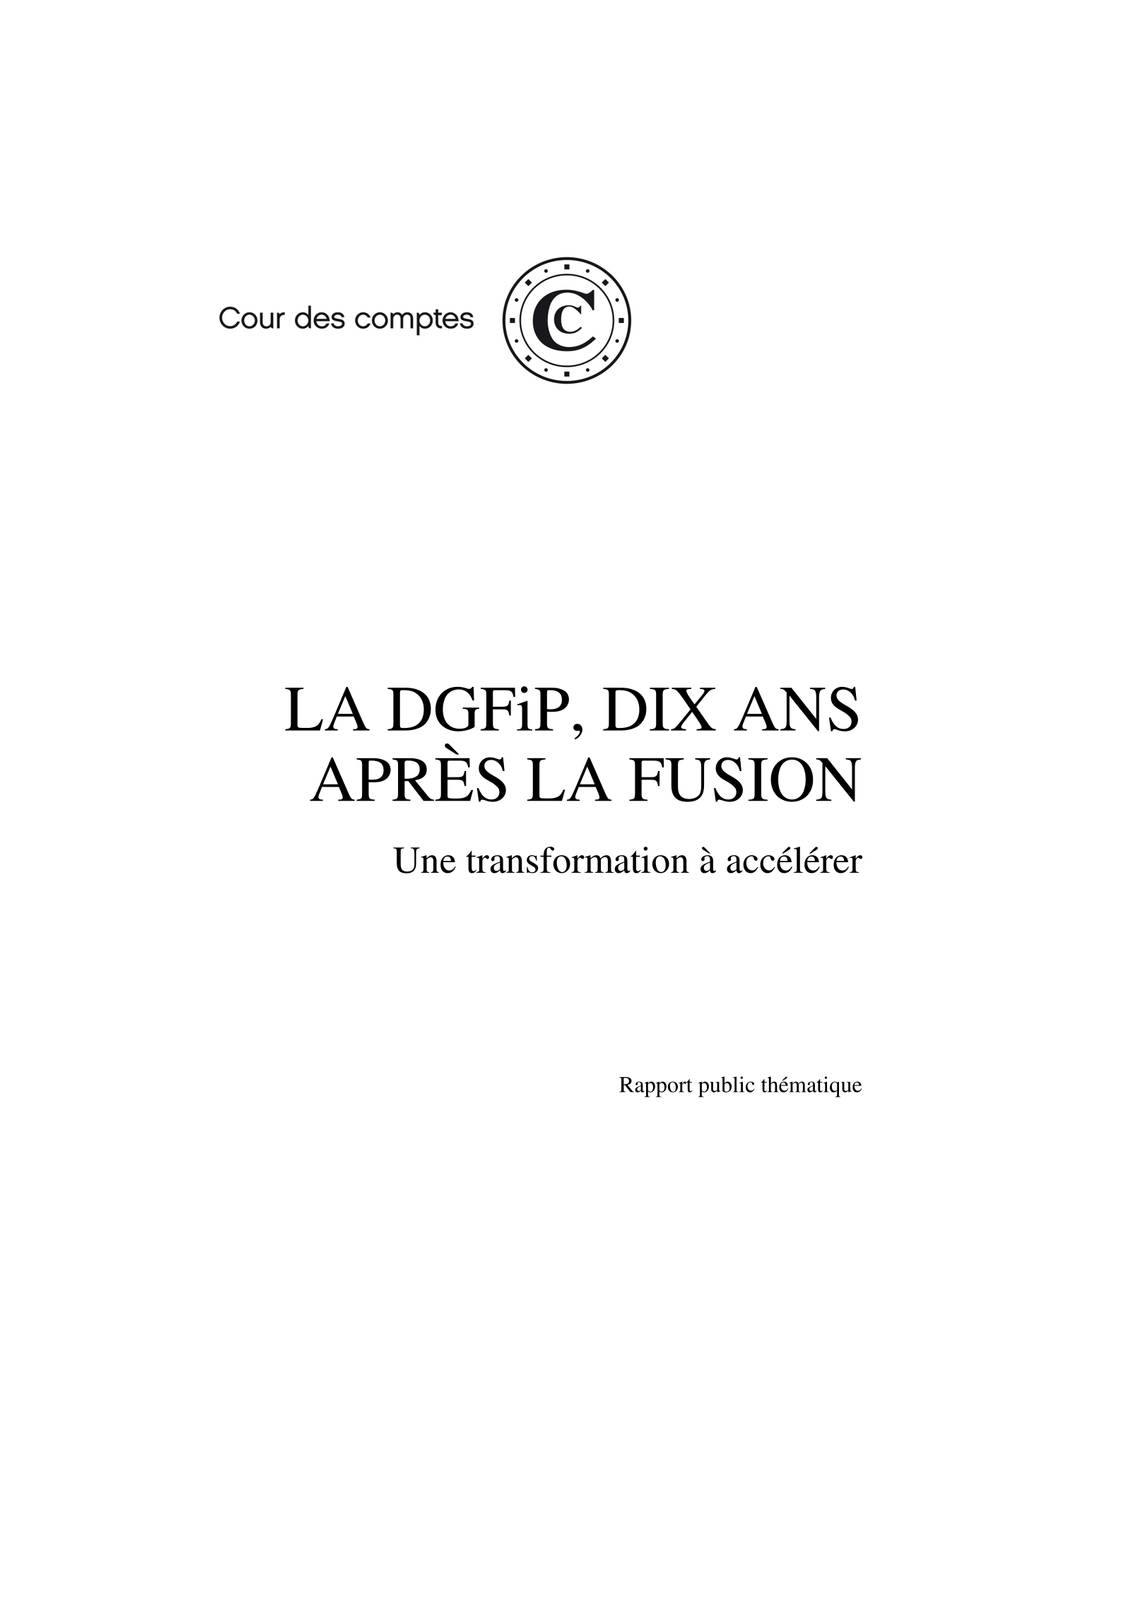 Cour des comptes
CC
LA DGFiP, DIX ANS
APRÈS LA FUSION
Une transformation à accélérer
Rapport public thématique